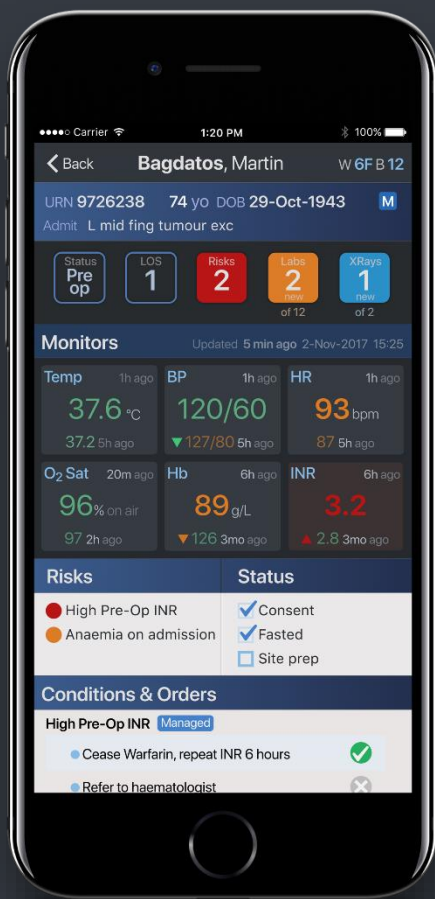 Carrier 1:20 PM 100%
Back Bagdatos, Martin W 6F B 12
URN 9726238 74 yo DOB 29-Oct-1943 M
Admit L mid fing tumour exc
Status LOS Risks Labs XRays
Pre op 1 2 2 1
new new
of 12 of 2
Monitors Updated 5 min ago 2-Nov-2017 15:25
Temp 1h ago BP 1h ago HR 1h ago
37.6 °C 120/60 93 bpm
37.2 5h ago ▼127/80 5h ago 87 5h ago
O₂ Sat 20m ago Hb 6h ago INR 6h ago
96% on air 89 g/L 3.2
97 2h ago ▼126 3mo ago ▲ 2.8 3mo ago
Risks Status
High Pre-Op INR Consent
Anaemia on admission Fasted
Site prep
Conditions & Orders
High Pre-Op INR Managed
Cease Warfarin, repeat INR 6 hours
Refer to haematologist